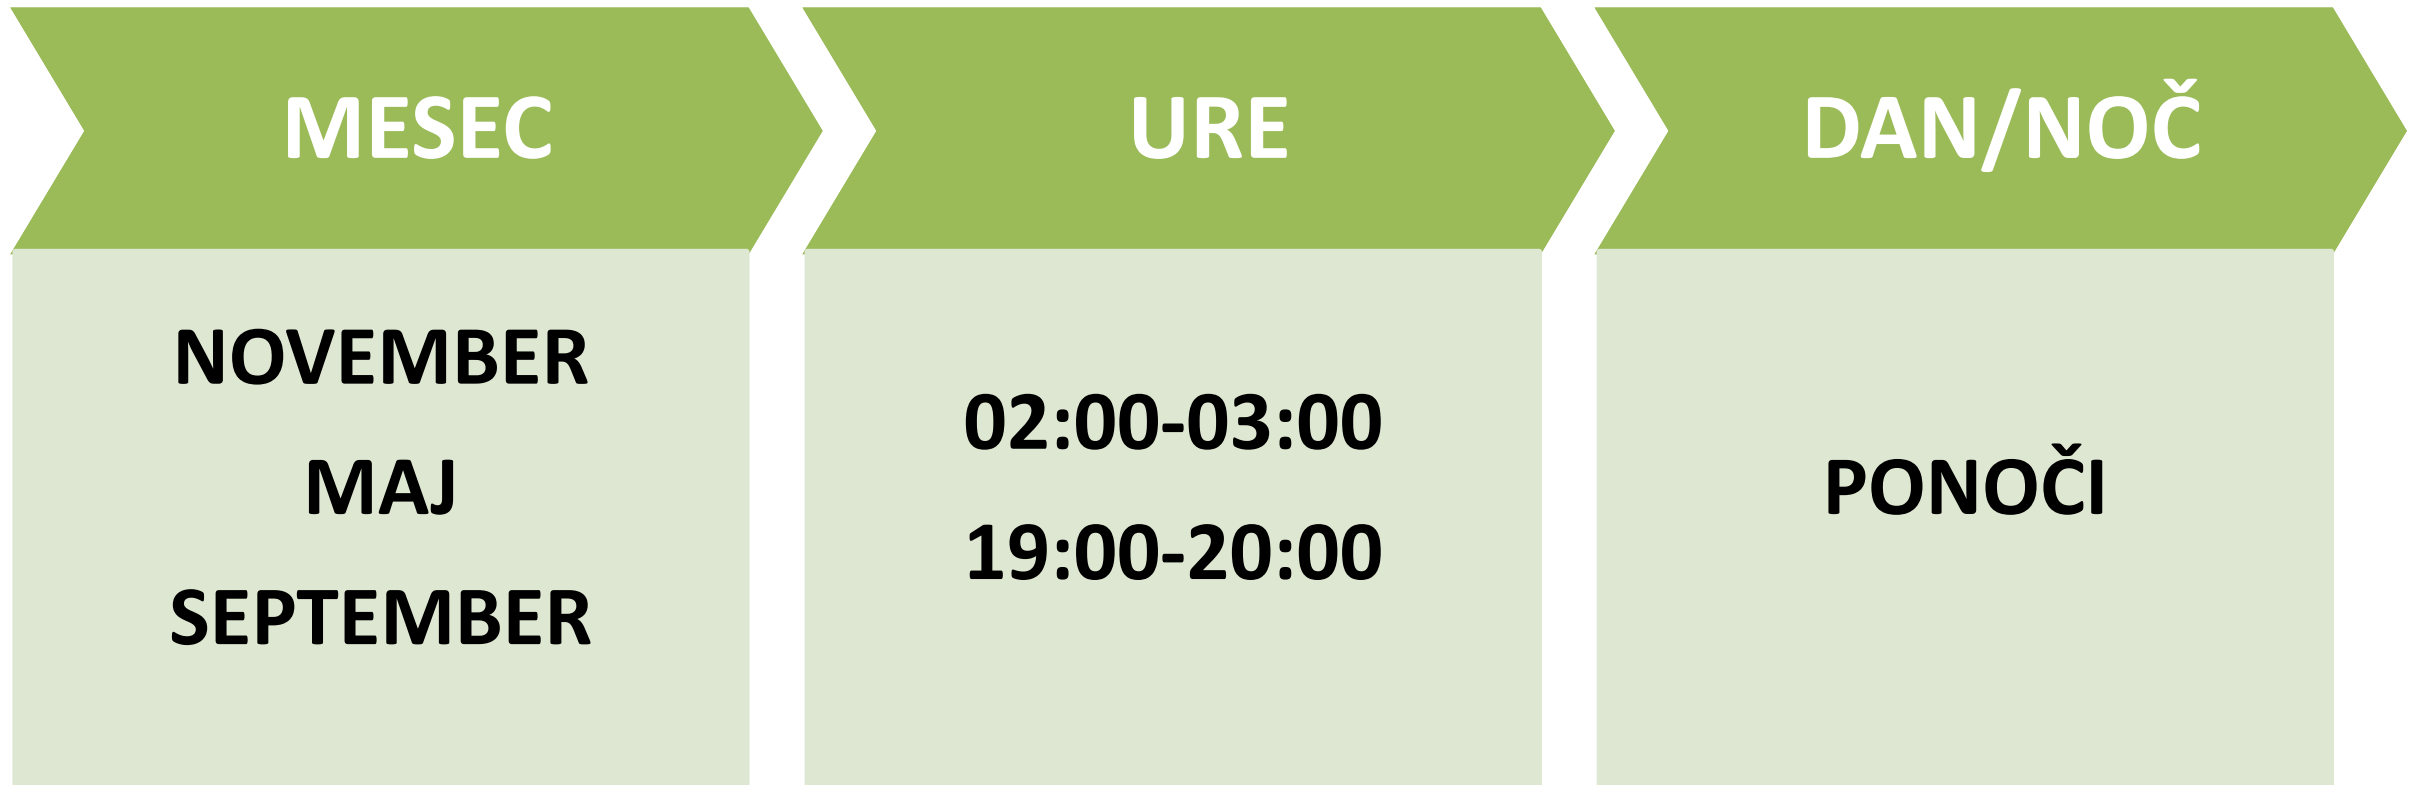 MESEC
NOVEMBER
MAJ
SEPTEMBER
URE
02:00-03:00
19:00-20:00
DAN/NOČ
PONOČI